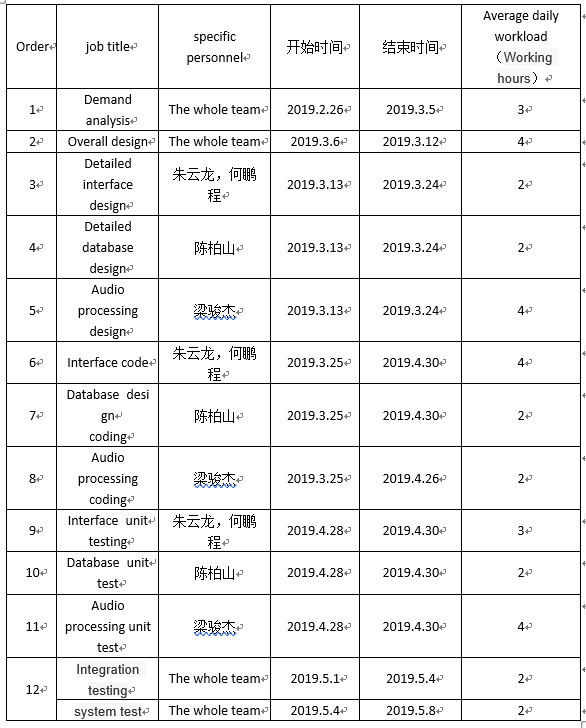 Order
job title
specific
personnel
开始时间
结束时间
Average daily
workload
（Working
hours）
1
Demand
analysis
The whole team
2019.2.26
2019.3.5
3
2
Overall design
The whole team
2019.3.6
2019.3.12
4
3
Detailed
interface
design
朱云龙，何鹏
程
2019.3.13
2019.3.24
2
4
Detailed
database
design
陈柏山
2019.3.13
2019.3.24
2
5
Audio
processing
design
梁骏杰
2019.3.13
2019.3.24
4
6
Interface code
朱云龙，何鹏
程
2019.3.25
2019.4.30
4
7
Database desi
gn
coding
陈柏山
2019.3.25
2019.4.30
2
8
Audio
processing
coding
梁骏杰
2019.3.25
2019.4.26
2
9
Interface unit
testing
朱云龙，何鹏
程
2019.4.28
2019.4.30
3
10
Database unit
test
陈柏山
2019.4.28
2019.4.30
2
11
Audio
processing unit
test
梁骏杰
2019.4.28
2019.4.30
4
12
Integration
testing
The whole team
2019.5.1
2019.5.4
2
system test
The whole team
2019.5.4
2019.5.8
2